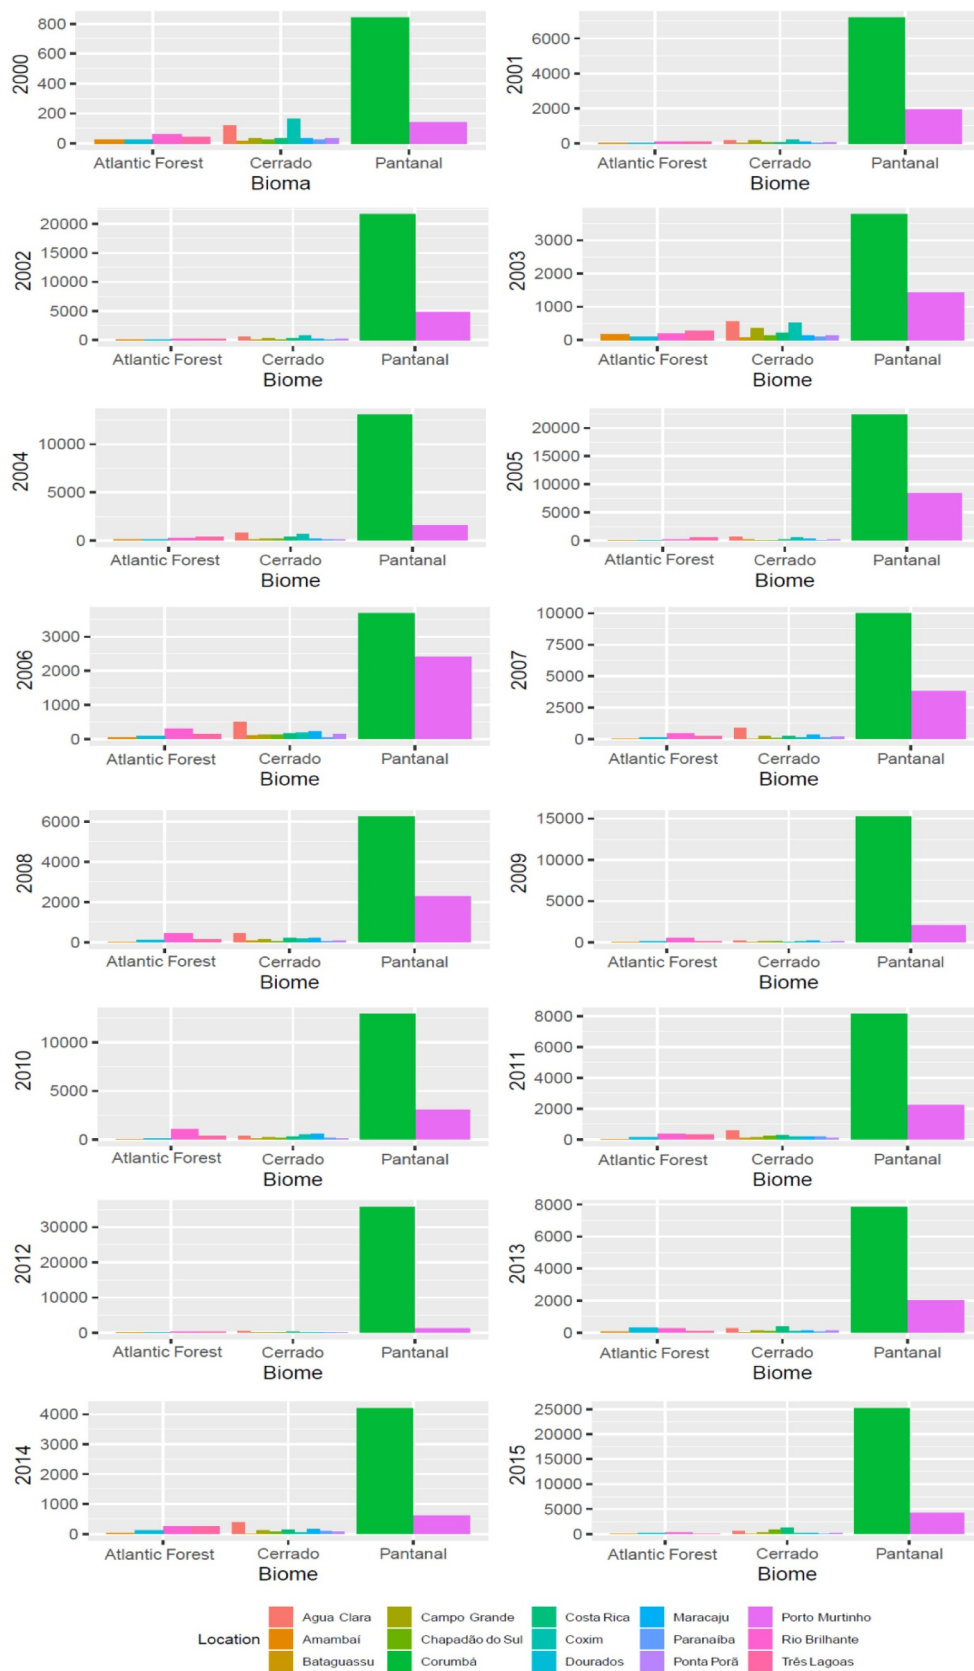 800
600
400
200
0
2000
Atlantic Forest Cerrado Pantanal
Bioma
6000
4000
2000
0
2001
Atlantic Forest Cerrado Pantanal
Biome
20000
15000
10000
5000
0
2002
Atlantic Forest Cerrado Pantanal
Biome
3000
2000
1000
0
2003
Atlantic Forest Cerrado Pantanal
Biome
10000
5000
0
2004
Atlantic Forest Cerrado Pantanal
Biome
20000
15000
10000
5000
0
2005
Atlantic Forest Cerrado Pantanal
Biome
3000
2000
1000
0
2006
Atlantic Forest Cerrado Pantanal
Biome
10000
7500
5000
2500
0
2007
Atlantic Forest Cerrado Pantanal
Biome
6000
4000
2000
0
2008
Atlantic Forest Cerrado Pantanal
Biome
15000
10000
5000
0
2009
Atlantic Forest Cerrado Pantanal
Biome
10000
5000
0
2010
Atlantic Forest Cerrado Pantanal
Biome
8000
6000
4000
2000
0
2011
Atlantic Forest Cerrado Pantanal
Biome
30000
20000
10000
0
2012
Atlantic Forest Cerrado Pantanal
Biome
8000
6000
4000
2000
0
2013
Atlantic Forest Cerrado Pantanal
Biome
4000
3000
2000
1000
0
2014
Atlantic Forest Cerrado Pantanal
Biome
25000
20000
15000
10000
5000
0
2015
Atlantic Forest Cerrado Pantanal
Biome
Agua Clara Campo Grande Costa Rica Maracaju Porto Murtinho
Location Amambaí Chapadão do Sul Coxim Paranaíba Rio Brilhante
Bataguassu Corumbá Dourados Ponta Porã Três Lagoas